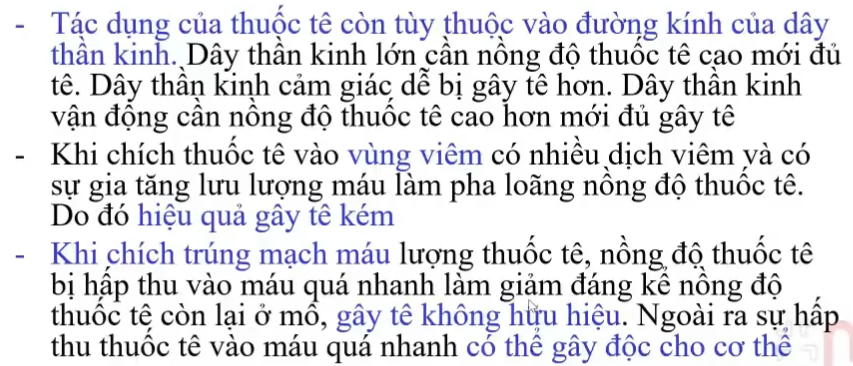 - Tác dụng của thuốc tê còn tùy thuộc vào đường kính của dây
thần kinh. Dây thần kinh lớn cần nồng độ thuốc tê cao mới đủ
tê. Dây thần kinh cảm giác dễ bị gây tê hơn. Dây thần kinh
vận động cần nồng độ thuốc tê cao hơn mới đủ gây tê
- Khi chích thuốc tê vào vùng viêm có nhiều dịch viêm và có
sự gia tăng lưu lượng máu làm pha loãng nồng độ thuốc tê.
Do đó hiệu quả gây tê kém
- Khi chích trúng mạch máu lượng thuốc tê, nồng độ thuốc tê
bị hấp thu vào máu quá nhanh làm giảm đáng kể nồng độ
thuốc tê còn lại ở mô, gây tê không hữu hiệu. Ngoài ra sự hấp
thu thuốc tê vào máu quá nhanh có thể gây độc cho cơ thể